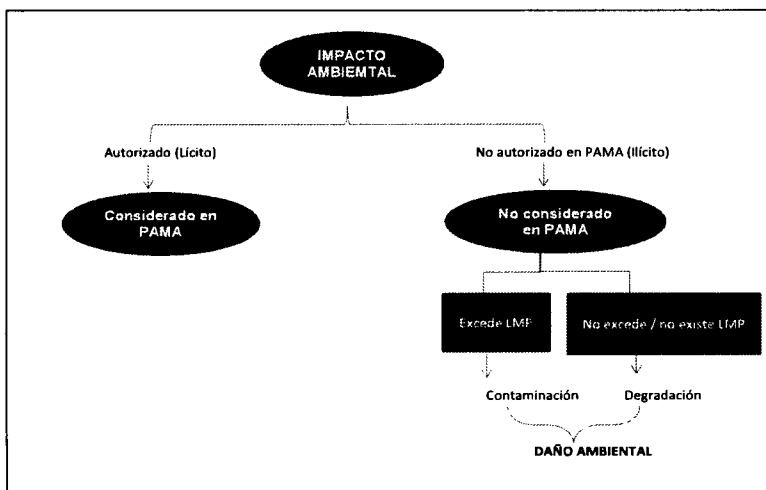 IMPACTO
AMBIEMTAL
Autorizado (Lícito)
No autorizado en PAMA (Ilícito)
Considerado en
PAMA
No considerado
en PAMA
Excede LMP
No excede / no existe LMP
Contaminación
Degradación
DAÑO AMBIENTAL